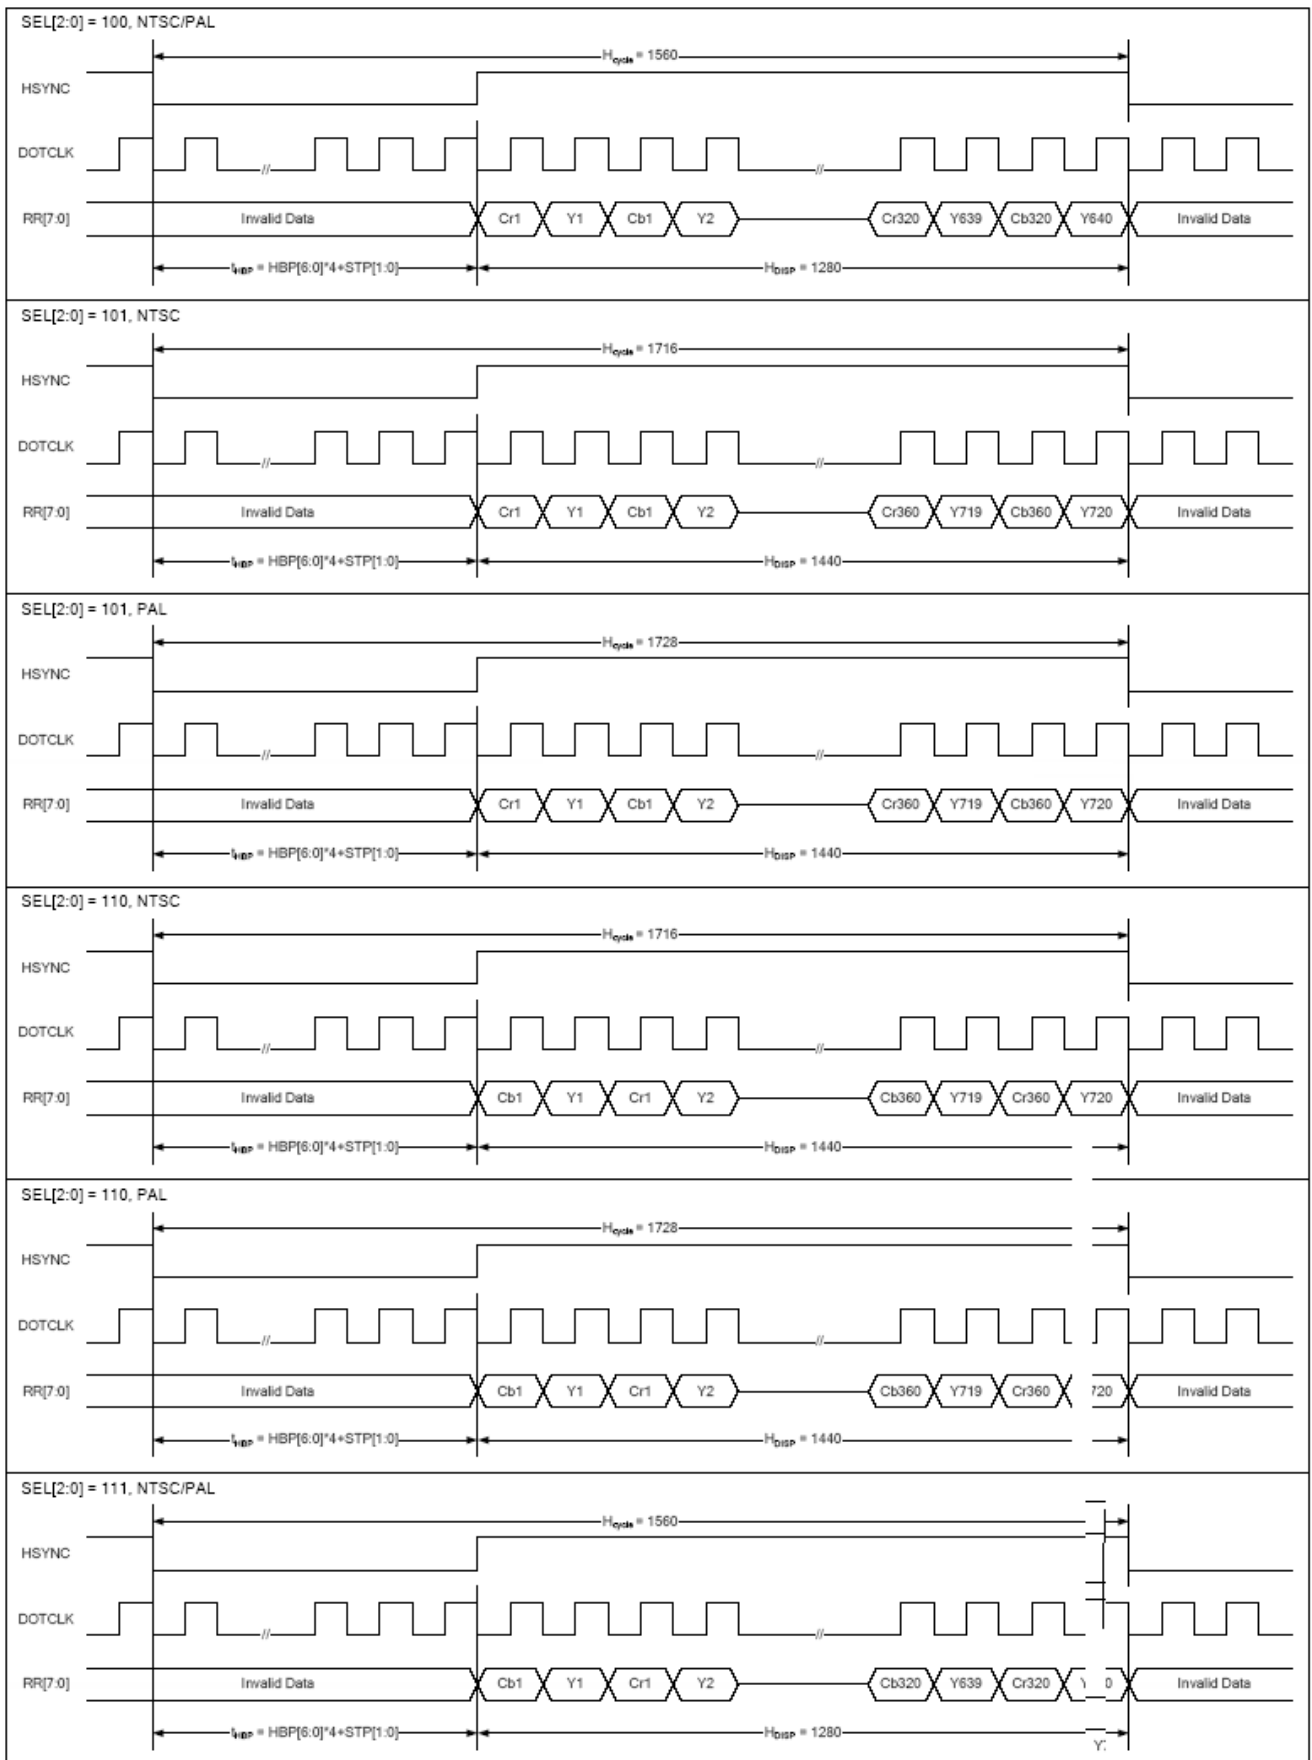 SEL[2:0] = 100, NTSC/PAL
Hcycle = 1560
HSYNC
DOTCLK
RR[7:0] Invalid Data Cr1 Y1 Cb1 Y2 Cr320 Y639 Cb320 Y640 Invalid Data
tHBP = HBP[6:0]*4+STP[1:0] HDISP = 1280
SEL[2:0] = 101, NTSC
Hcycle = 1716
HSYNC
DOTCLK
RR[7:0] Invalid Data Cr1 Y1 Cb1 Y2 Cr360 Y719 Cb360 Y720 Invalid Data
tHBP = HBP[6:0]*4+STP[1:0] HDISP = 1440
SEL[2:0] = 101, PAL
Hcycle = 1728
HSYNC
DOTCLK
RR[7:0] Invalid Data Cr1 Y1 Cb1 Y2 Cr360 Y719 Cb360 Y720 Invalid Data
tHBP = HBP[6:0]*4+STP[1:0] HDISP = 1440
SEL[2:0] = 110, NTSC
Hcycle = 1716
HSYNC
DOTCLK
RR[7:0] Invalid Data Cb1 Y1 Cr1 Y2 Cb360 Y719 Cr360 Y720 Invalid Data
tHBP = HBP[6:0]*4+STP[1:0] HDISP = 1440
SEL[2:0] = 110, PAL
Hcycle = 1728
HSYNC
DOTCLK
RR[7:0] Invalid Data Cb1 Y1 Cr1 Y2 Cb360 Y719 Cr360 720 Invalid Data
tHBP = HBP[6:0]*4+STP[1:0] HDISP = 1440
SEL[2:0] = 111, NTSC/PAL
Hcycle = 1560
HSYNC
DOTCLK
RR[7:0] Invalid Data Cb1 Y1 Cr1 Y2 Cb320 Y639 Cr320 Invalid Data
tHBP = HBP[6:0]*4+STP[1:0] HDISP = 1280